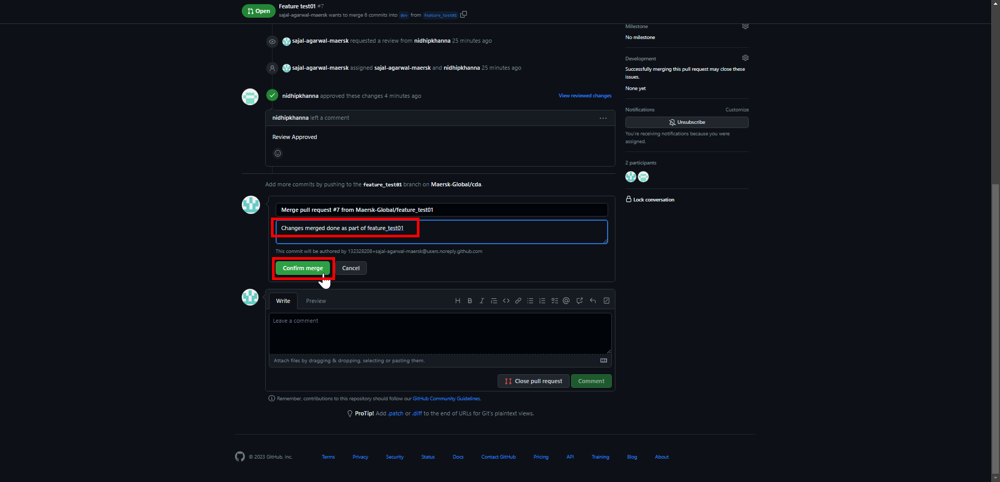 Open
Feature test01 #7
sajal-agarwal-maersk wants to merge 6 commits into dev from feature_test01
sajal-agarwal-maersk requested a review from nidhipkhanna 25 minutes ago
sajal-agarwal-maersk assigned sajal-agarwal-maersk and nidhipkhanna 25 minutes ago
nidhipkhanna approved these changes 4 minutes ago
View reviewed changes
nidhipkhanna left a comment
Review Approved
Add more commits by pushing to the feature_test01 branch on Maersk-Global/cda.
Merge pull request #7 from Maersk-Global/feature_test01
Changes merged done as part of feature_test01
This commit will be authored by 132328208+sajal-agarwal-maersk@users.noreply.github.com
Confirm merge
Cancel
Write
Preview
H B I
Leave a comment
Attach files by dragging & dropping, selecting or pasting them.
Close pull request
Comment
Remember, contributions to this repository should follow our GitHub Community Guidelines.
ProTip! Add .patch or .diff to the end of URLs for Git's plaintext views.
Milestone
No milestone
Development
Successfully merging this pull request may close these
issues.
None yet
Notifications
Customize
Unsubscribe
You're receiving notifications because you were
assigned.
2 participants
Lock conversation
© 2023 GitHub, Inc.
Terms
Privacy
Security
Status
Docs
Contact GitHub
Pricing
API
Training
Blog
About